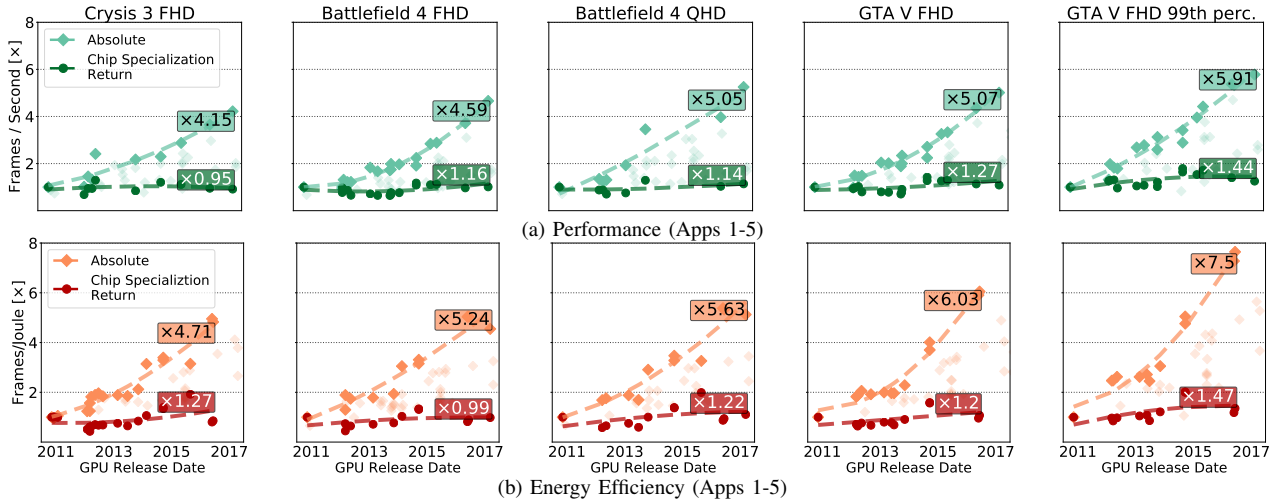 Crysis 3 FHD
Battlefield 4 FHD
Battlefield 4 QHD
GTA V FHD
GTA V FHD 99th perc.
Frames / Second [×]
8
6
4
2
Absolute
Chip Specialization
Return
×4.15
×0.95
×4.59
×1.16
×5.05
×1.14
×5.07
×1.27
×5.91
×1.44
(a) Performance (Apps 1-5)
Frames/Joule [×]
8
6
4
2
Absolute
Chip Specializtion
Return
×4.71
×1.27
×5.24
×0.99
×5.63
×1.22
×6.03
×1.2
×7.5
×1.47
2011 2013 2015 2017
GPU Release Date
2011 2013 2015 2017
GPU Release Date
2011 2013 2015 2017
GPU Release Date
2011 2013 2015 2017
GPU Release Date
2011 2013 2015 2017
GPU Release Date
(b) Energy Efficiency (Apps 1-5)